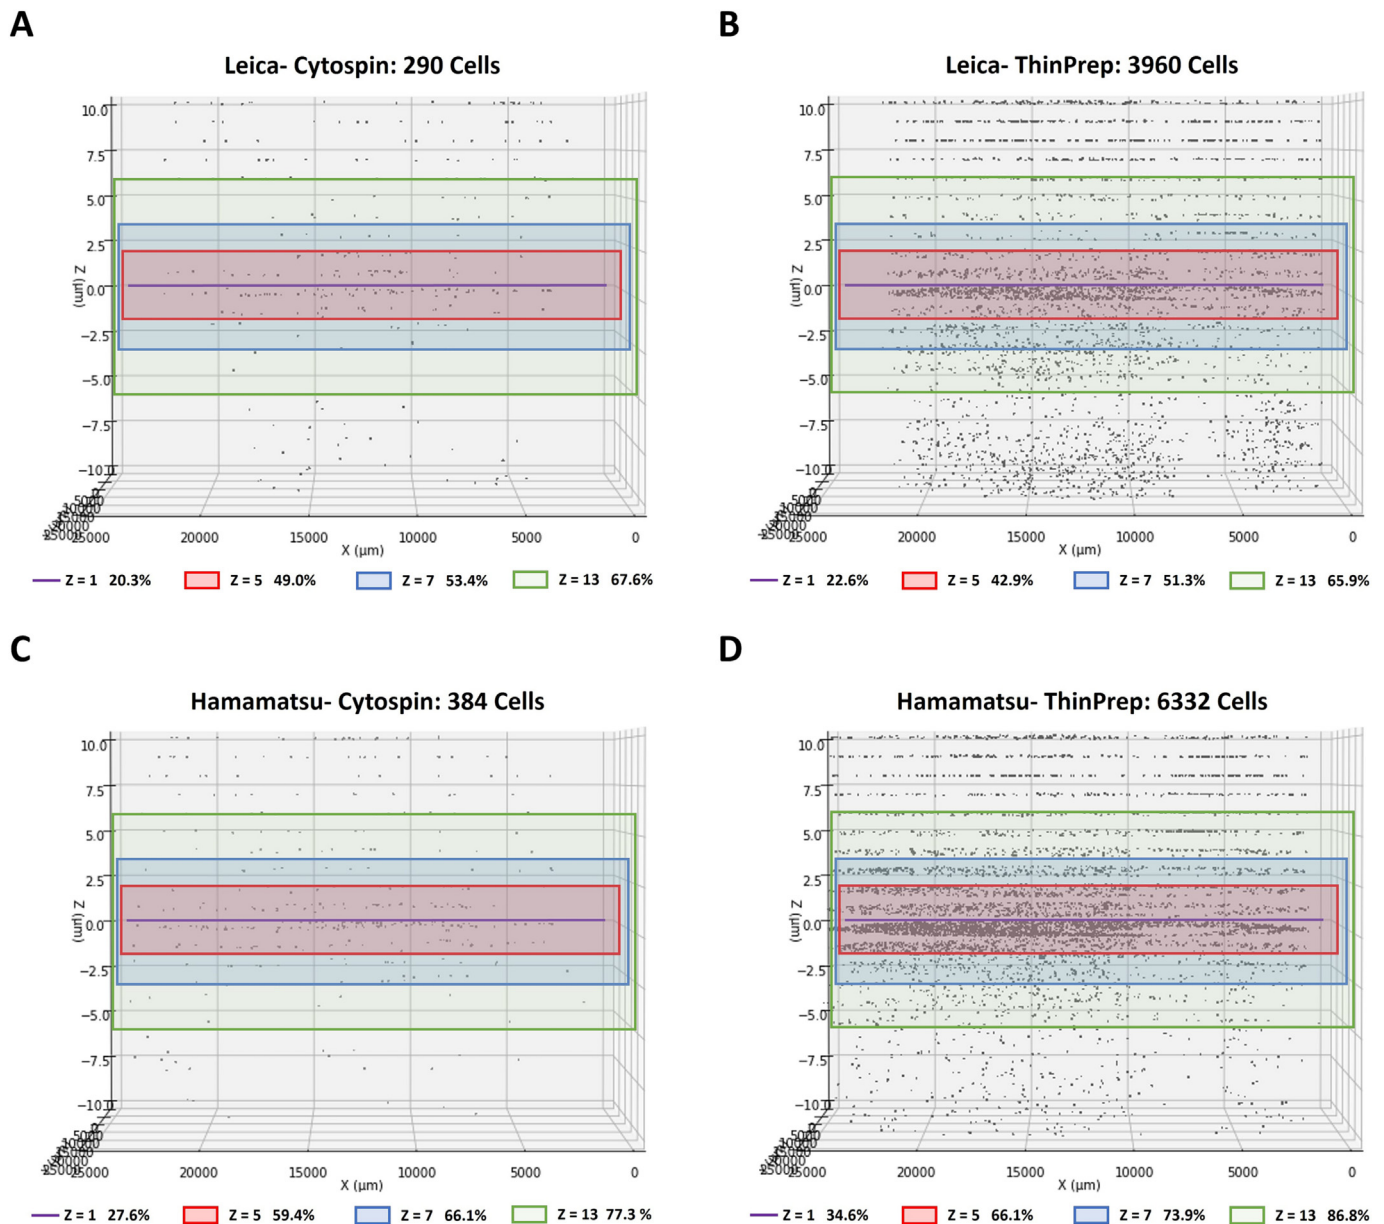 A
B
Leica- Cytospin: 290 Cells
Leica- ThinPrep: 3960 Cells
10.0
7.5
5.0
2.5
0.0
−2.5
−5.0
−7.5
Z (μm)
25000 20000 15000 10000 5000 0
X (μm)
10.0
7.5
5.0
2.5
0.0
−2.5
−5.0
−7.5
Z (μm)
25000 20000 15000 10000 5000 0
X (μm)
Z = 1 20.3% Z = 5 49.0% Z = 7 53.4% Z = 13 67.6%
Z = 1 22.6% Z = 5 42.9% Z = 7 51.3% Z = 13 65.9%
C
D
Hamamatsu- Cytospin: 384 Cells
Hamamatsu- ThinPrep: 6332 Cells
10.0
7.5
5.0
2.5
0.0
−2.5
−5.0
−7.5
Z (μm)
25000 20000 15000 10000 5000 0
X (μm)
10.0
7.5
5.0
2.5
0.0
−2.5
−5.0
−7.5
Z (μm)
25000 20000 15000 10000 5000 0
X (μm)
Z = 1 27.6% Z = 5 59.4% Z = 7 66.1% Z = 13 77.3 %
Z = 1 34.6% Z = 5 66.1% Z = 7 73.9% Z = 13 86.8%